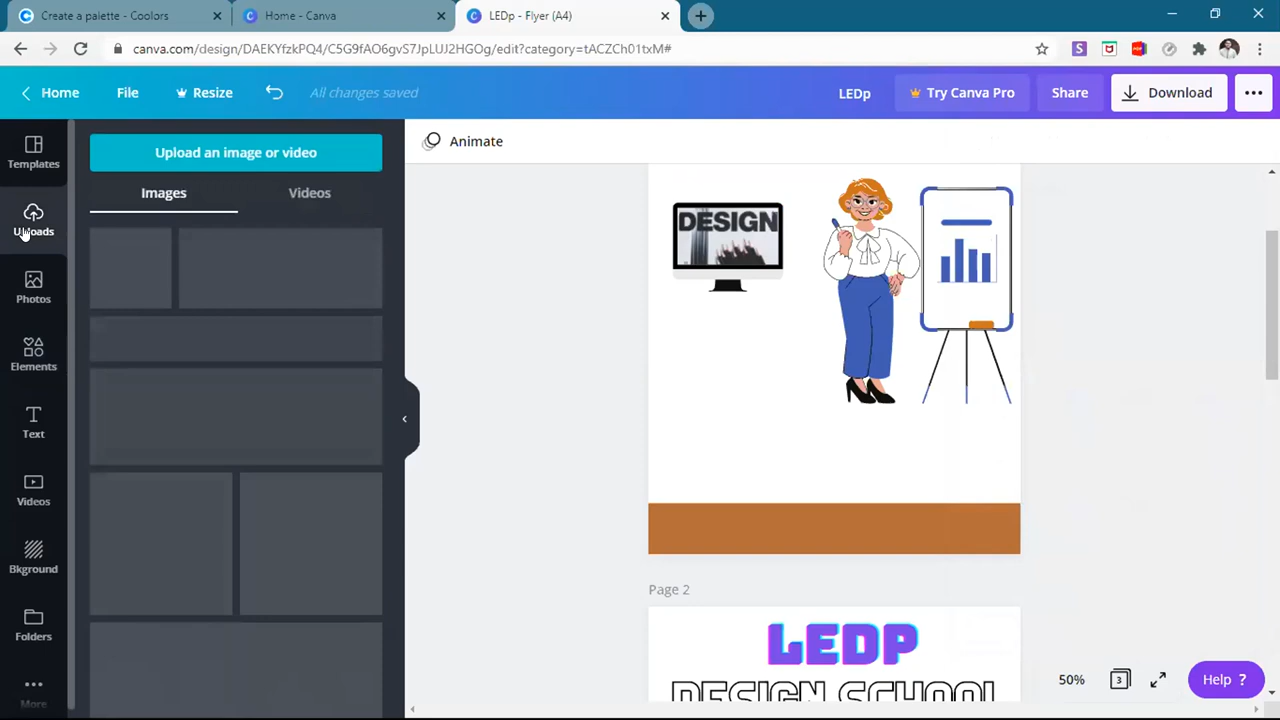 Create a palette - Coolors
Home - Canva
LEDp - Flyer (A4)
canva.com/design/DAEKYfzkPQ4/C5G9fAO6gvS7JpLUJ2HGOg/edit?category=tACZCh01txM#
Home
File
Resize
All changes saved
LEDp
Try Canva Pro
Share
Download
Templates
Uploads
Photos
Elements
Text
Videos
Bkground
Folders
More
Upload an image or video
Images
Videos
Animate
DESIGN
Page 2
LEDP
DESIGN SCHOOL
50%
3
Help ?